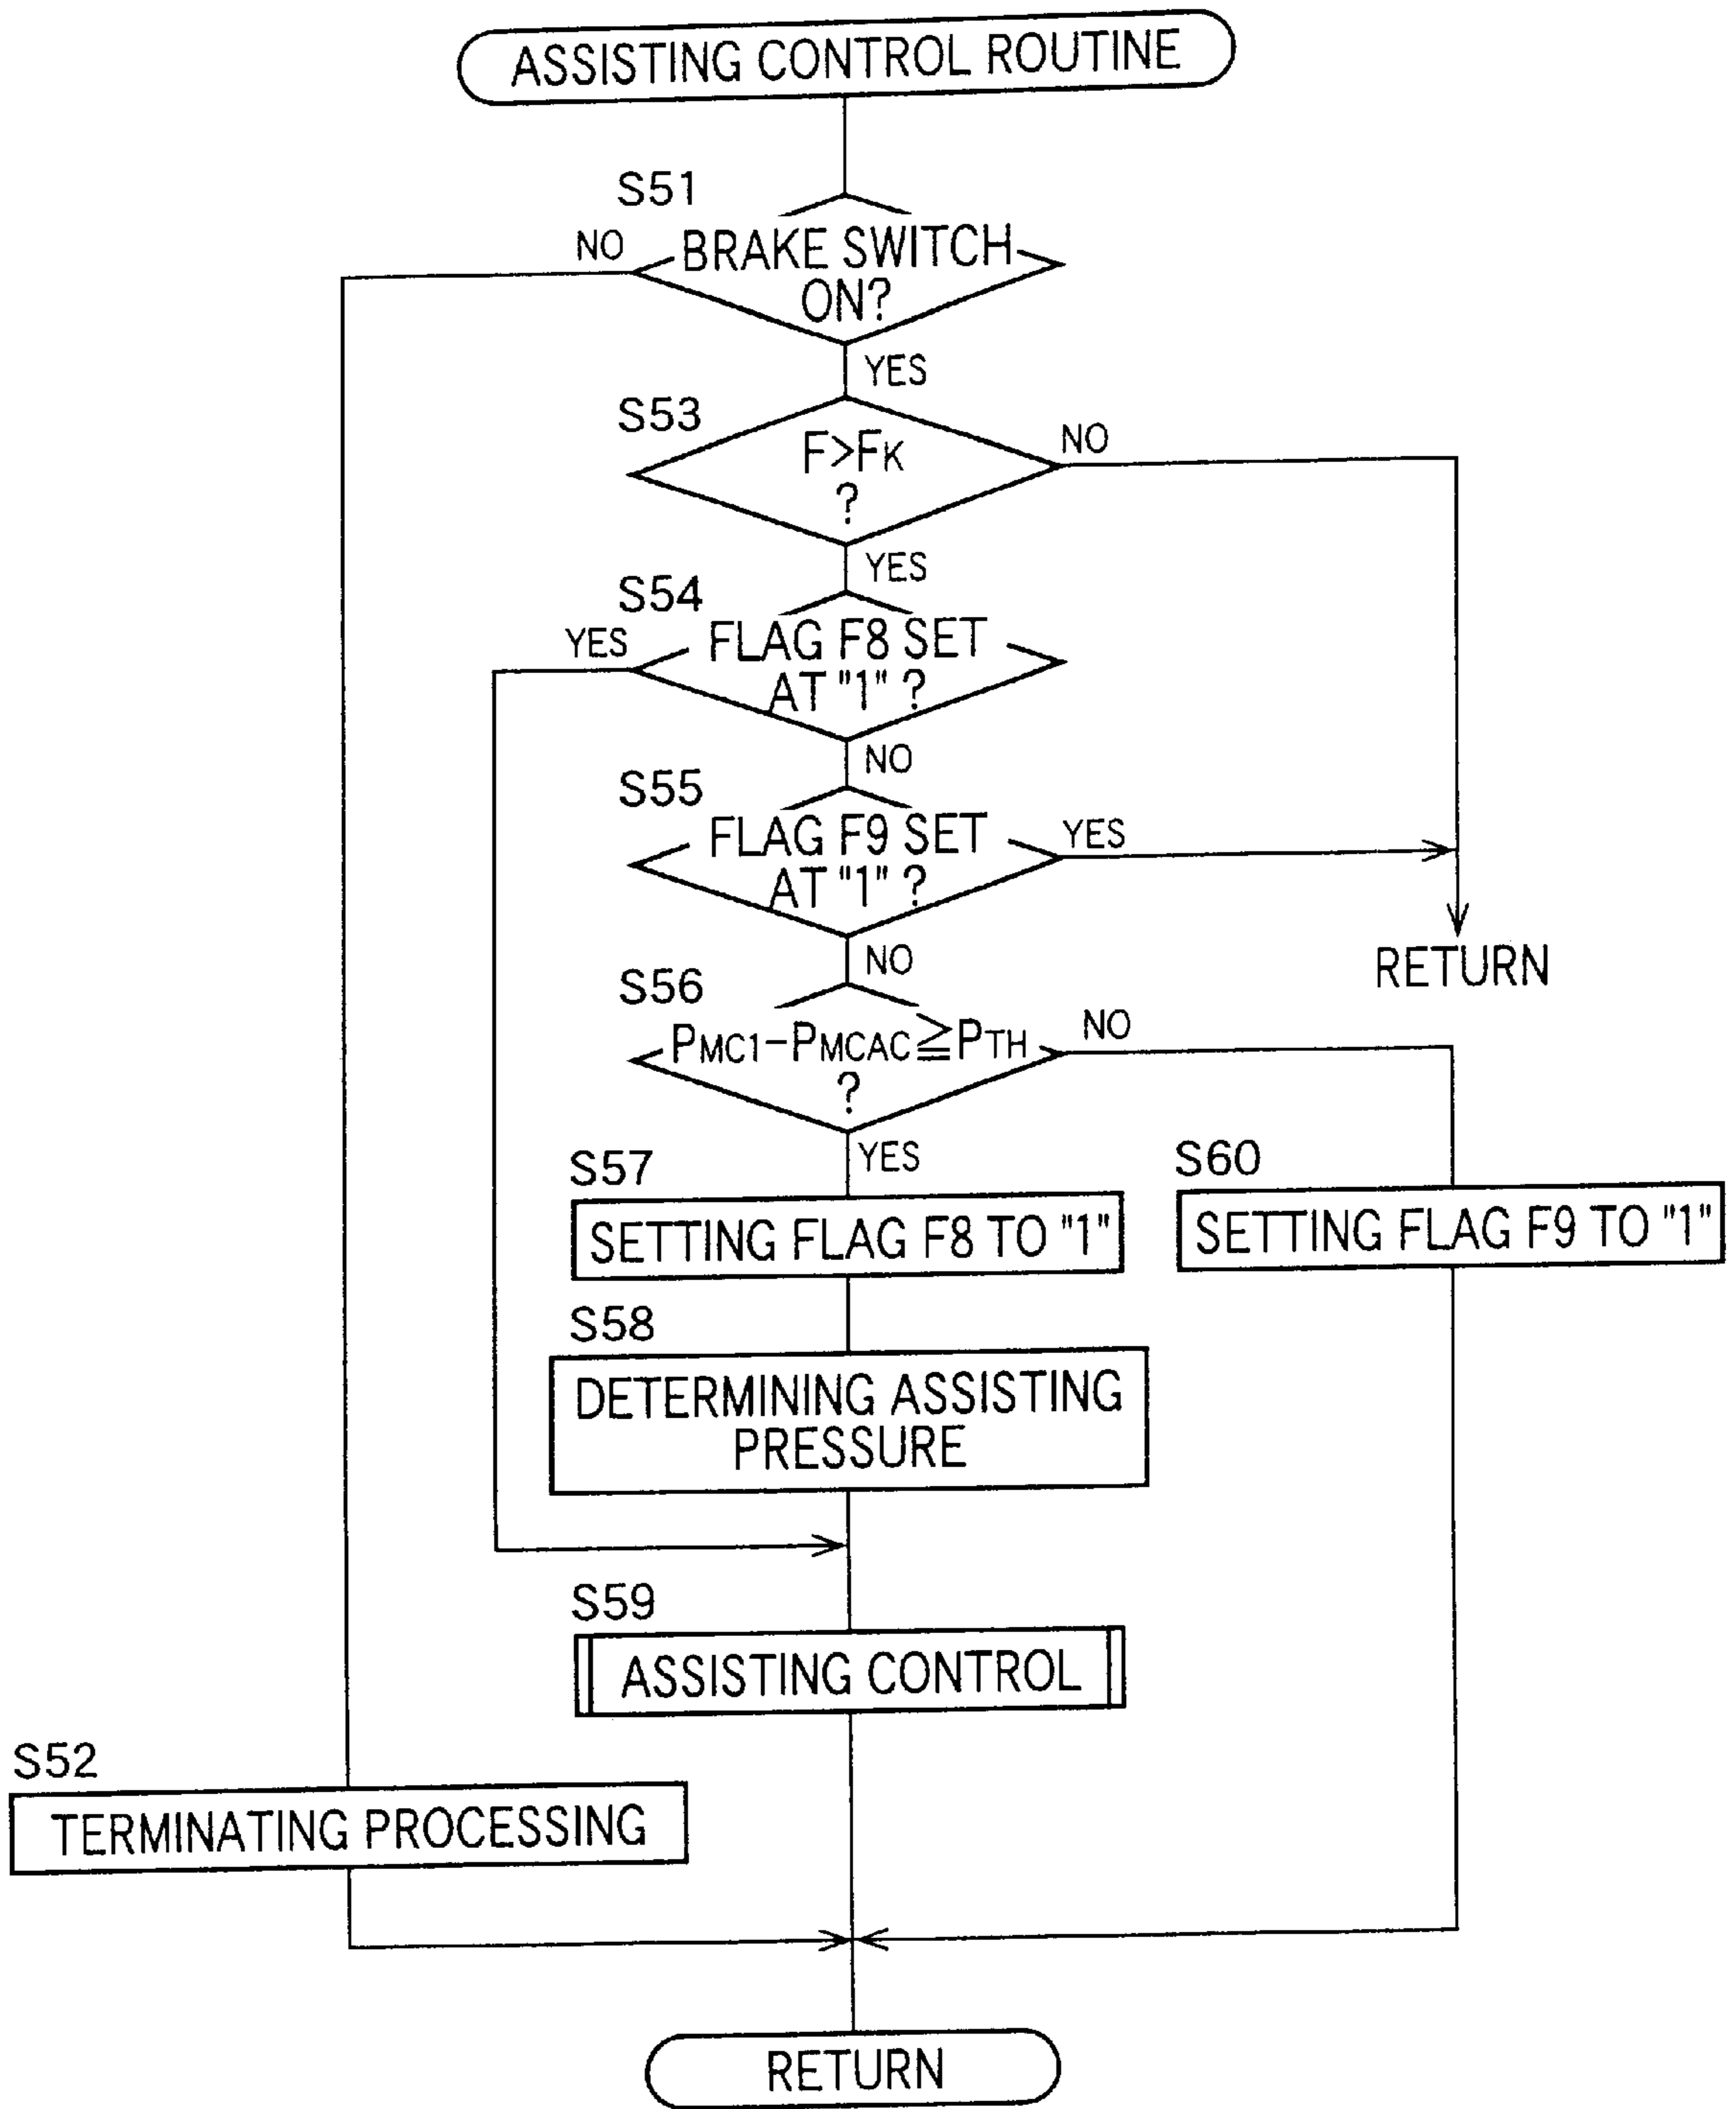 ASSISTING CONTROL ROUTINE
S51
NO
BRAKE SWITCH
ON?
YES
S53
F>FK
?
NO
YES
S54
YES
FLAG F8 SET
AT "1" ?
NO
S55
FLAG F9 SET
AT "1" ?
YES
NO
RETURN
S56
PMC1-PMCAC≧PTH
?
NO
YES
S57
SETTING FLAG F8 TO "1"
S60
SETTING FLAG F9 TO "1"
S58
DETERMINING ASSISTING
PRESSURE
S59
ASSISTING CONTROL
S52
TERMINATING PROCESSING
RETURN